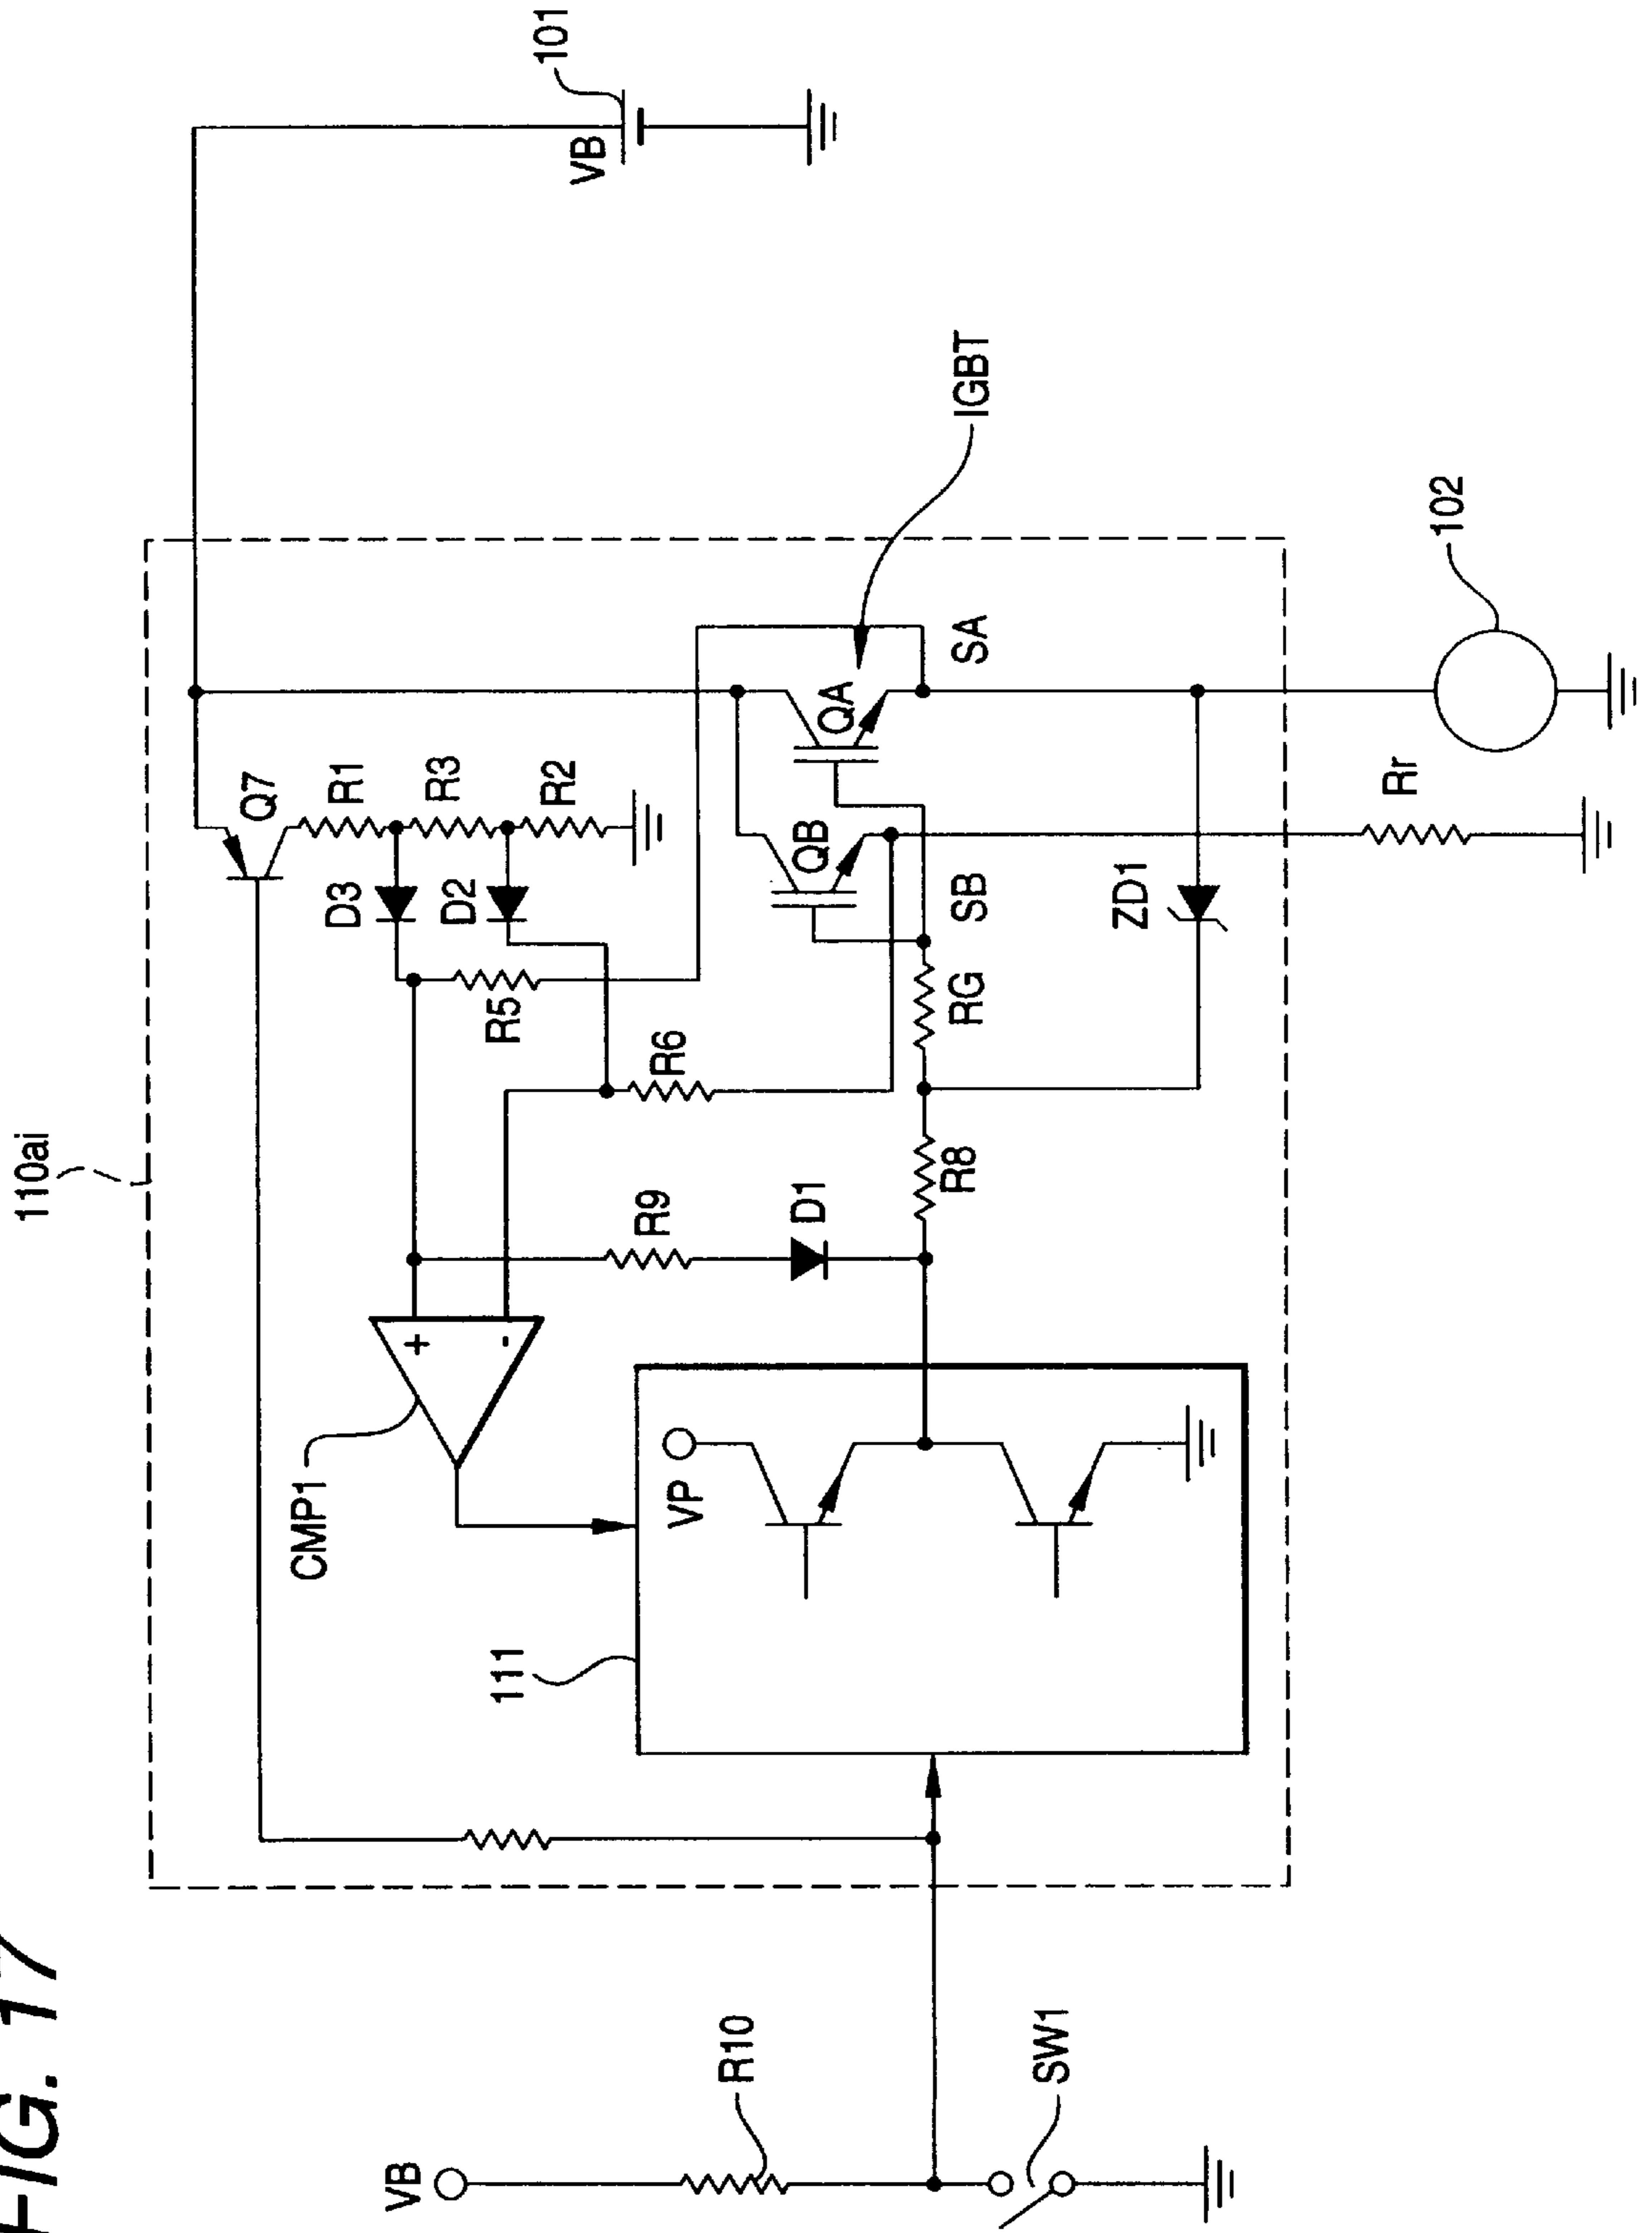 FIG. 17
110ai
VB
101
Q7
R1
R3
R2
D3
D2
R5
R6
R9
D1
CMP1
+
-
111
VP
QA
QB
IGBT
SA
SB
RG
R8
ZD1
Rr
102
VB
R10
SW1